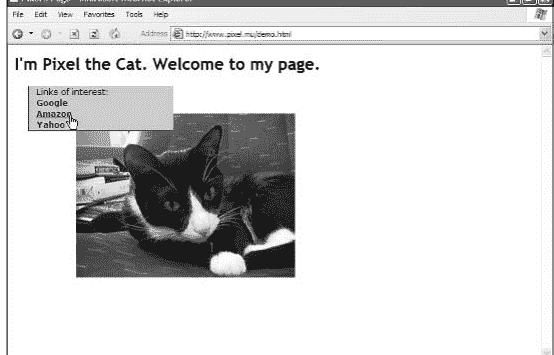 File Edit View Favorites Tools Help
Address http://www.pixel.mu/demo.html
I'm Pixel the Cat. Welcome to my page.
Links of interest:
Google
Amazon
Yahoo